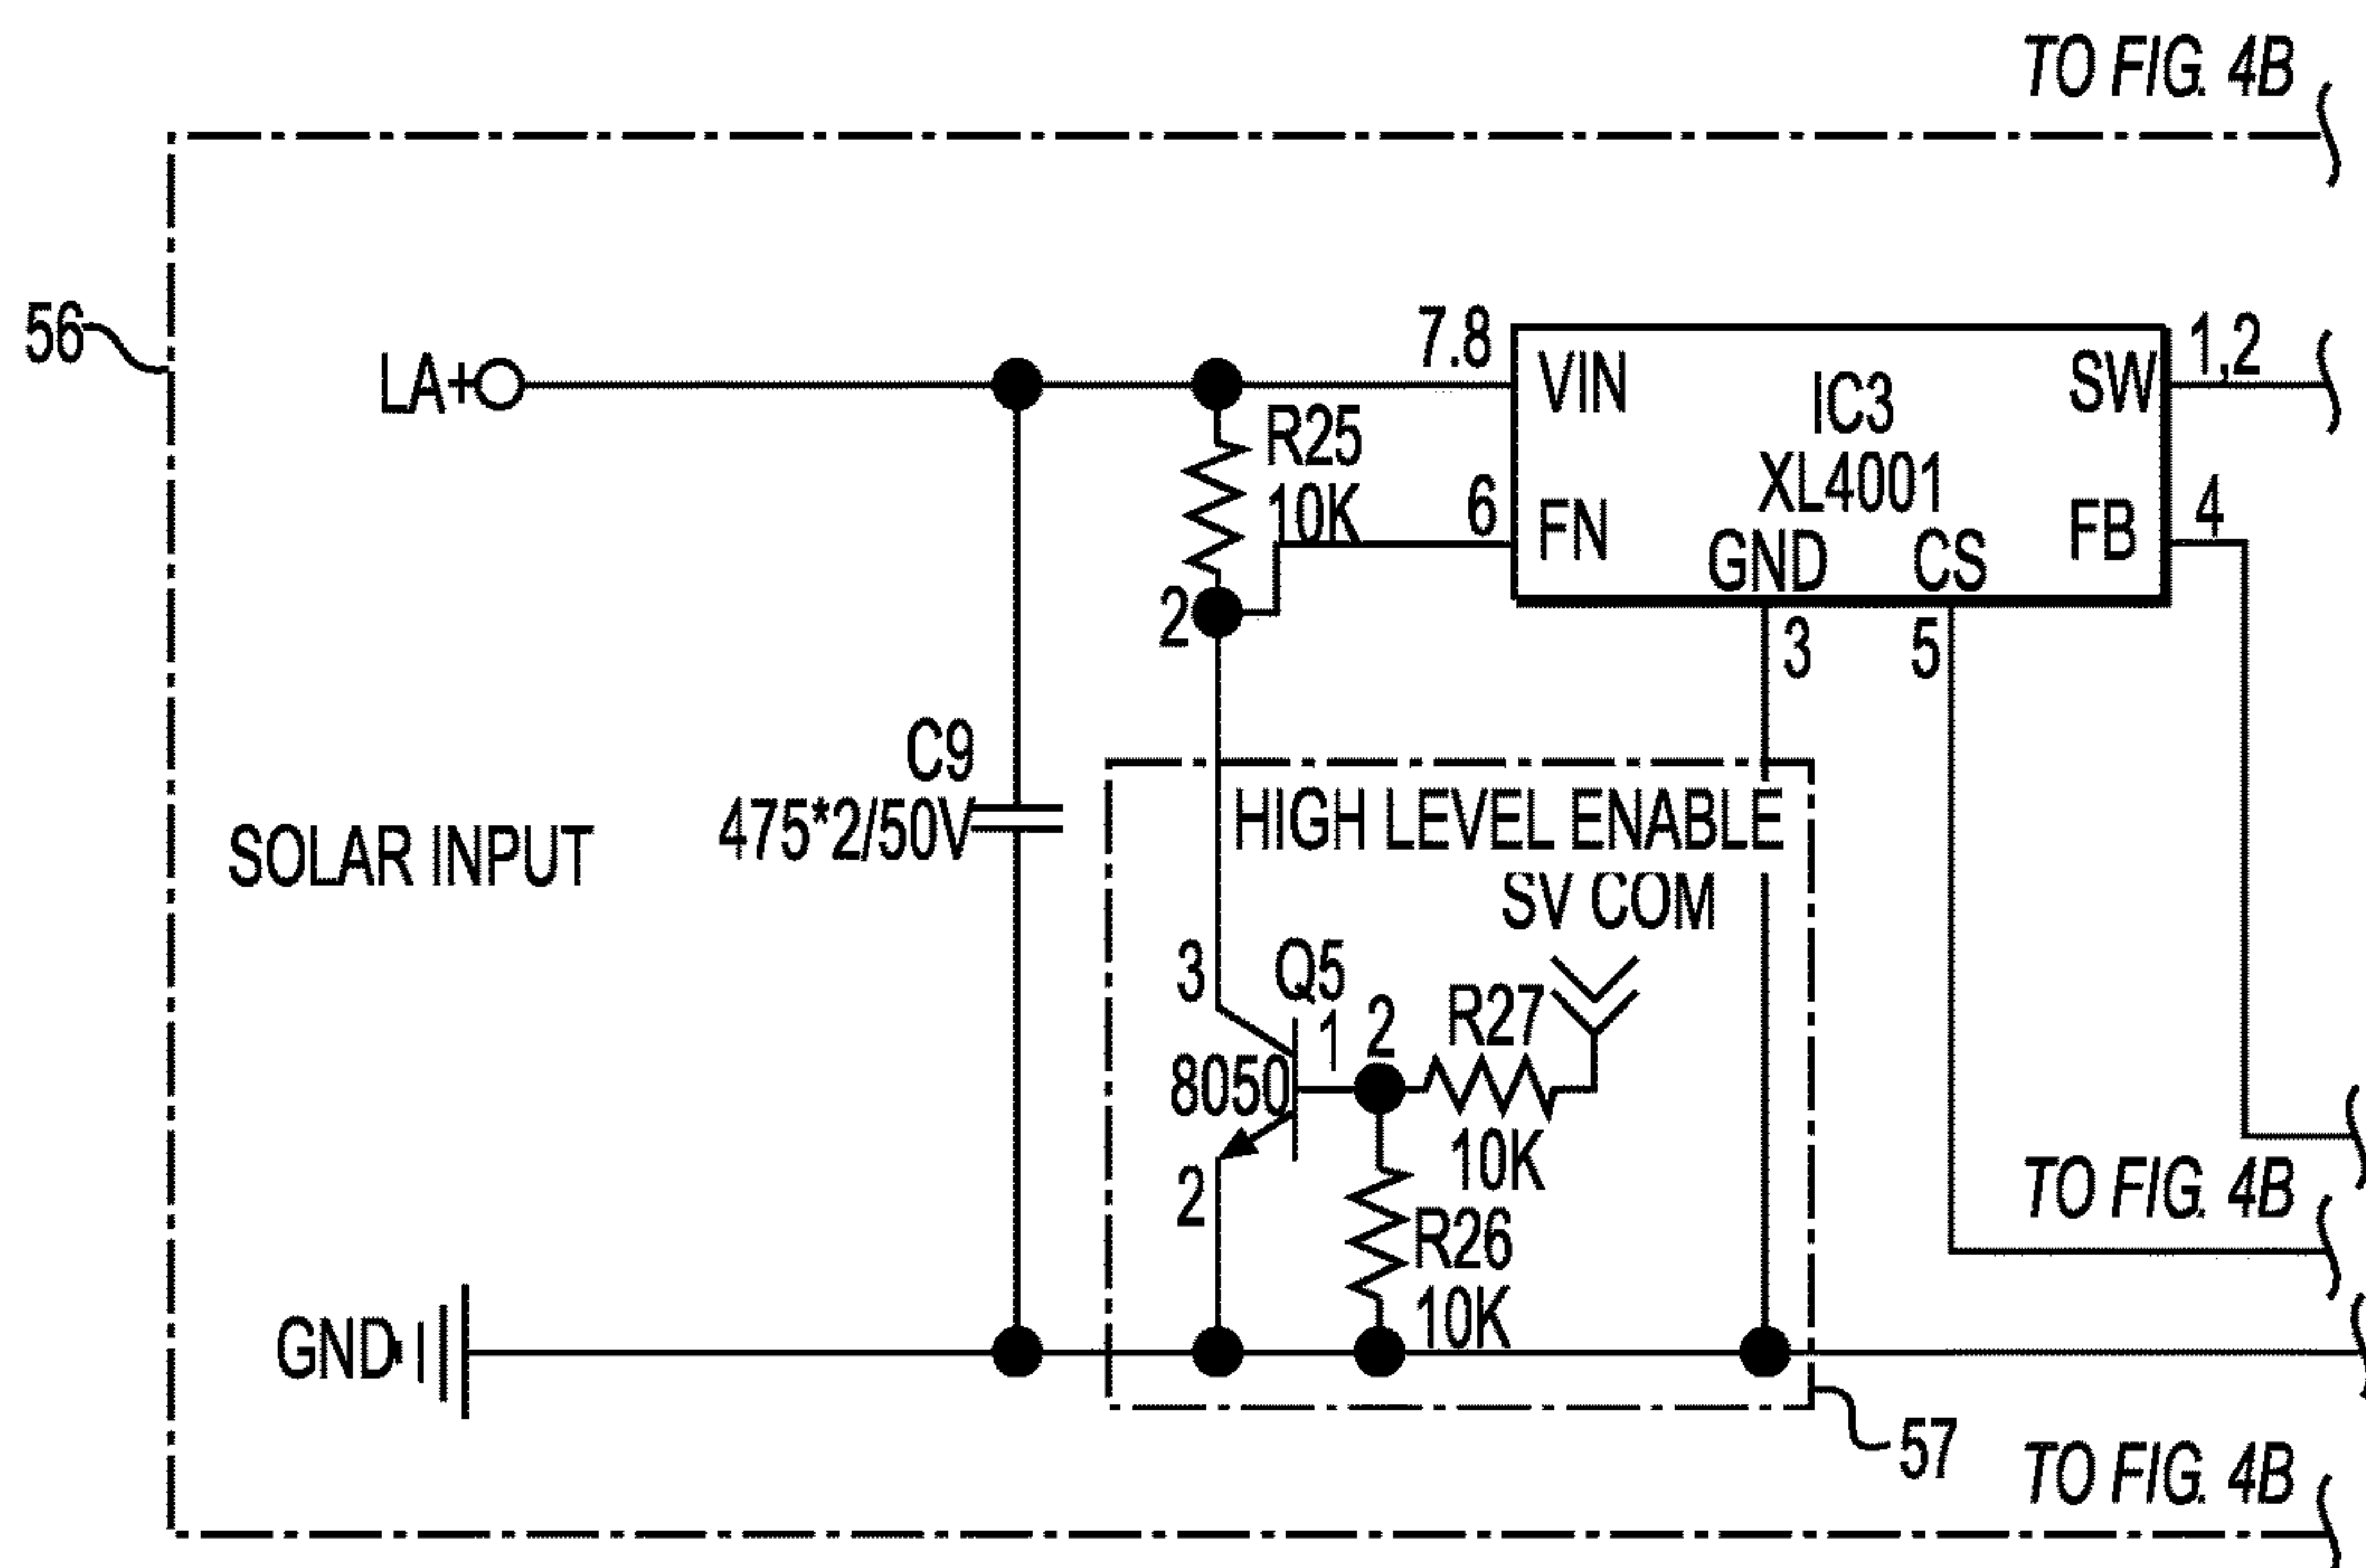 TO FIG. 4B
56
LA+
7.8
VIN
IC3
SW
1,2
R25
10K
XL4001
6
FN
GND
CS
FB
4
2
3
5
C9
475*2/50V
HIGH LEVEL ENABLE
SOLAR INPUT
SV COM
3
Q5
1
2
R27
8050
10K
2
R26
10K
TO FIG. 4B
GND
57
TO FIG. 4B